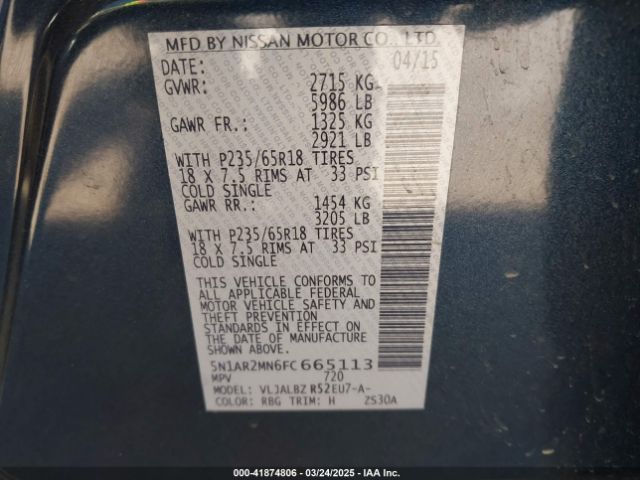 MFD BY NISSAN MOTOR CO., LTD.
DATE: 04/15
GVWR: 2715 KG
5986 LB
GAWR FR.: 1325 KG
2921 LB
WITH P235/65R18 TIRES
18 X 7.5 RIMS AT 33 PSI
COLD SINGLE
GAWR RR.: 1454 KG
3205 LB
WITH P235/65R18 TIRES
18 X 7.5 RIMS AT 33 PSI
COLD SINGLE
THIS VEHICLE CONFORMS TO
ALL APPLICABLE FEDERAL
MOTOR VEHICLE SAFETY AND
THEFT PREVENTION
STANDARDS IN EFFECT ON
THE DATE OF MANUFACTURE
SHOWN ABOVE.
5N1AR2MN6FC665113
MPV 720
MODEL: VLJALBZ R52EU7-A-
COLOR: RBG TRIM: H ZS30A
000-41874806 — 03/24/2025 — IAA Inc.